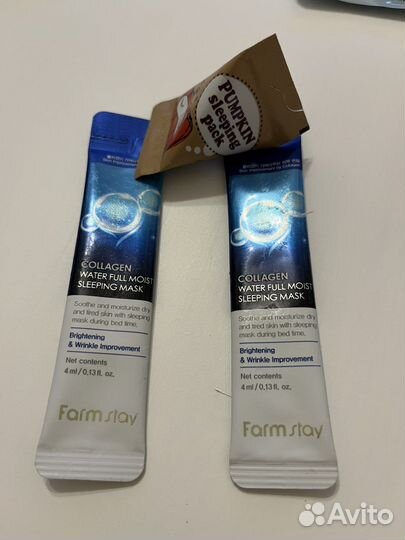 PUMPKIN
sleeping
pack
COLLAGEN
WATER FULL MOIST
SLEEPING MASK
Soothe and moisturize dry
and tired skin with sleeping
mask during bed time.
Brightening
& Wrinkle Improvement
Net contents
4 ml / 0.13 fl. oz.
Farmstay
COLLAGEN
WATER FULL MOIST
SLEEPING MASK
Soothe and moisturize dry
and tired skin with sleeping
mask during bed time.
Brightening
& Wrinkle Improvement
Net contents
4 ml / 0.13 fl. oz.
Farmstay
Avito